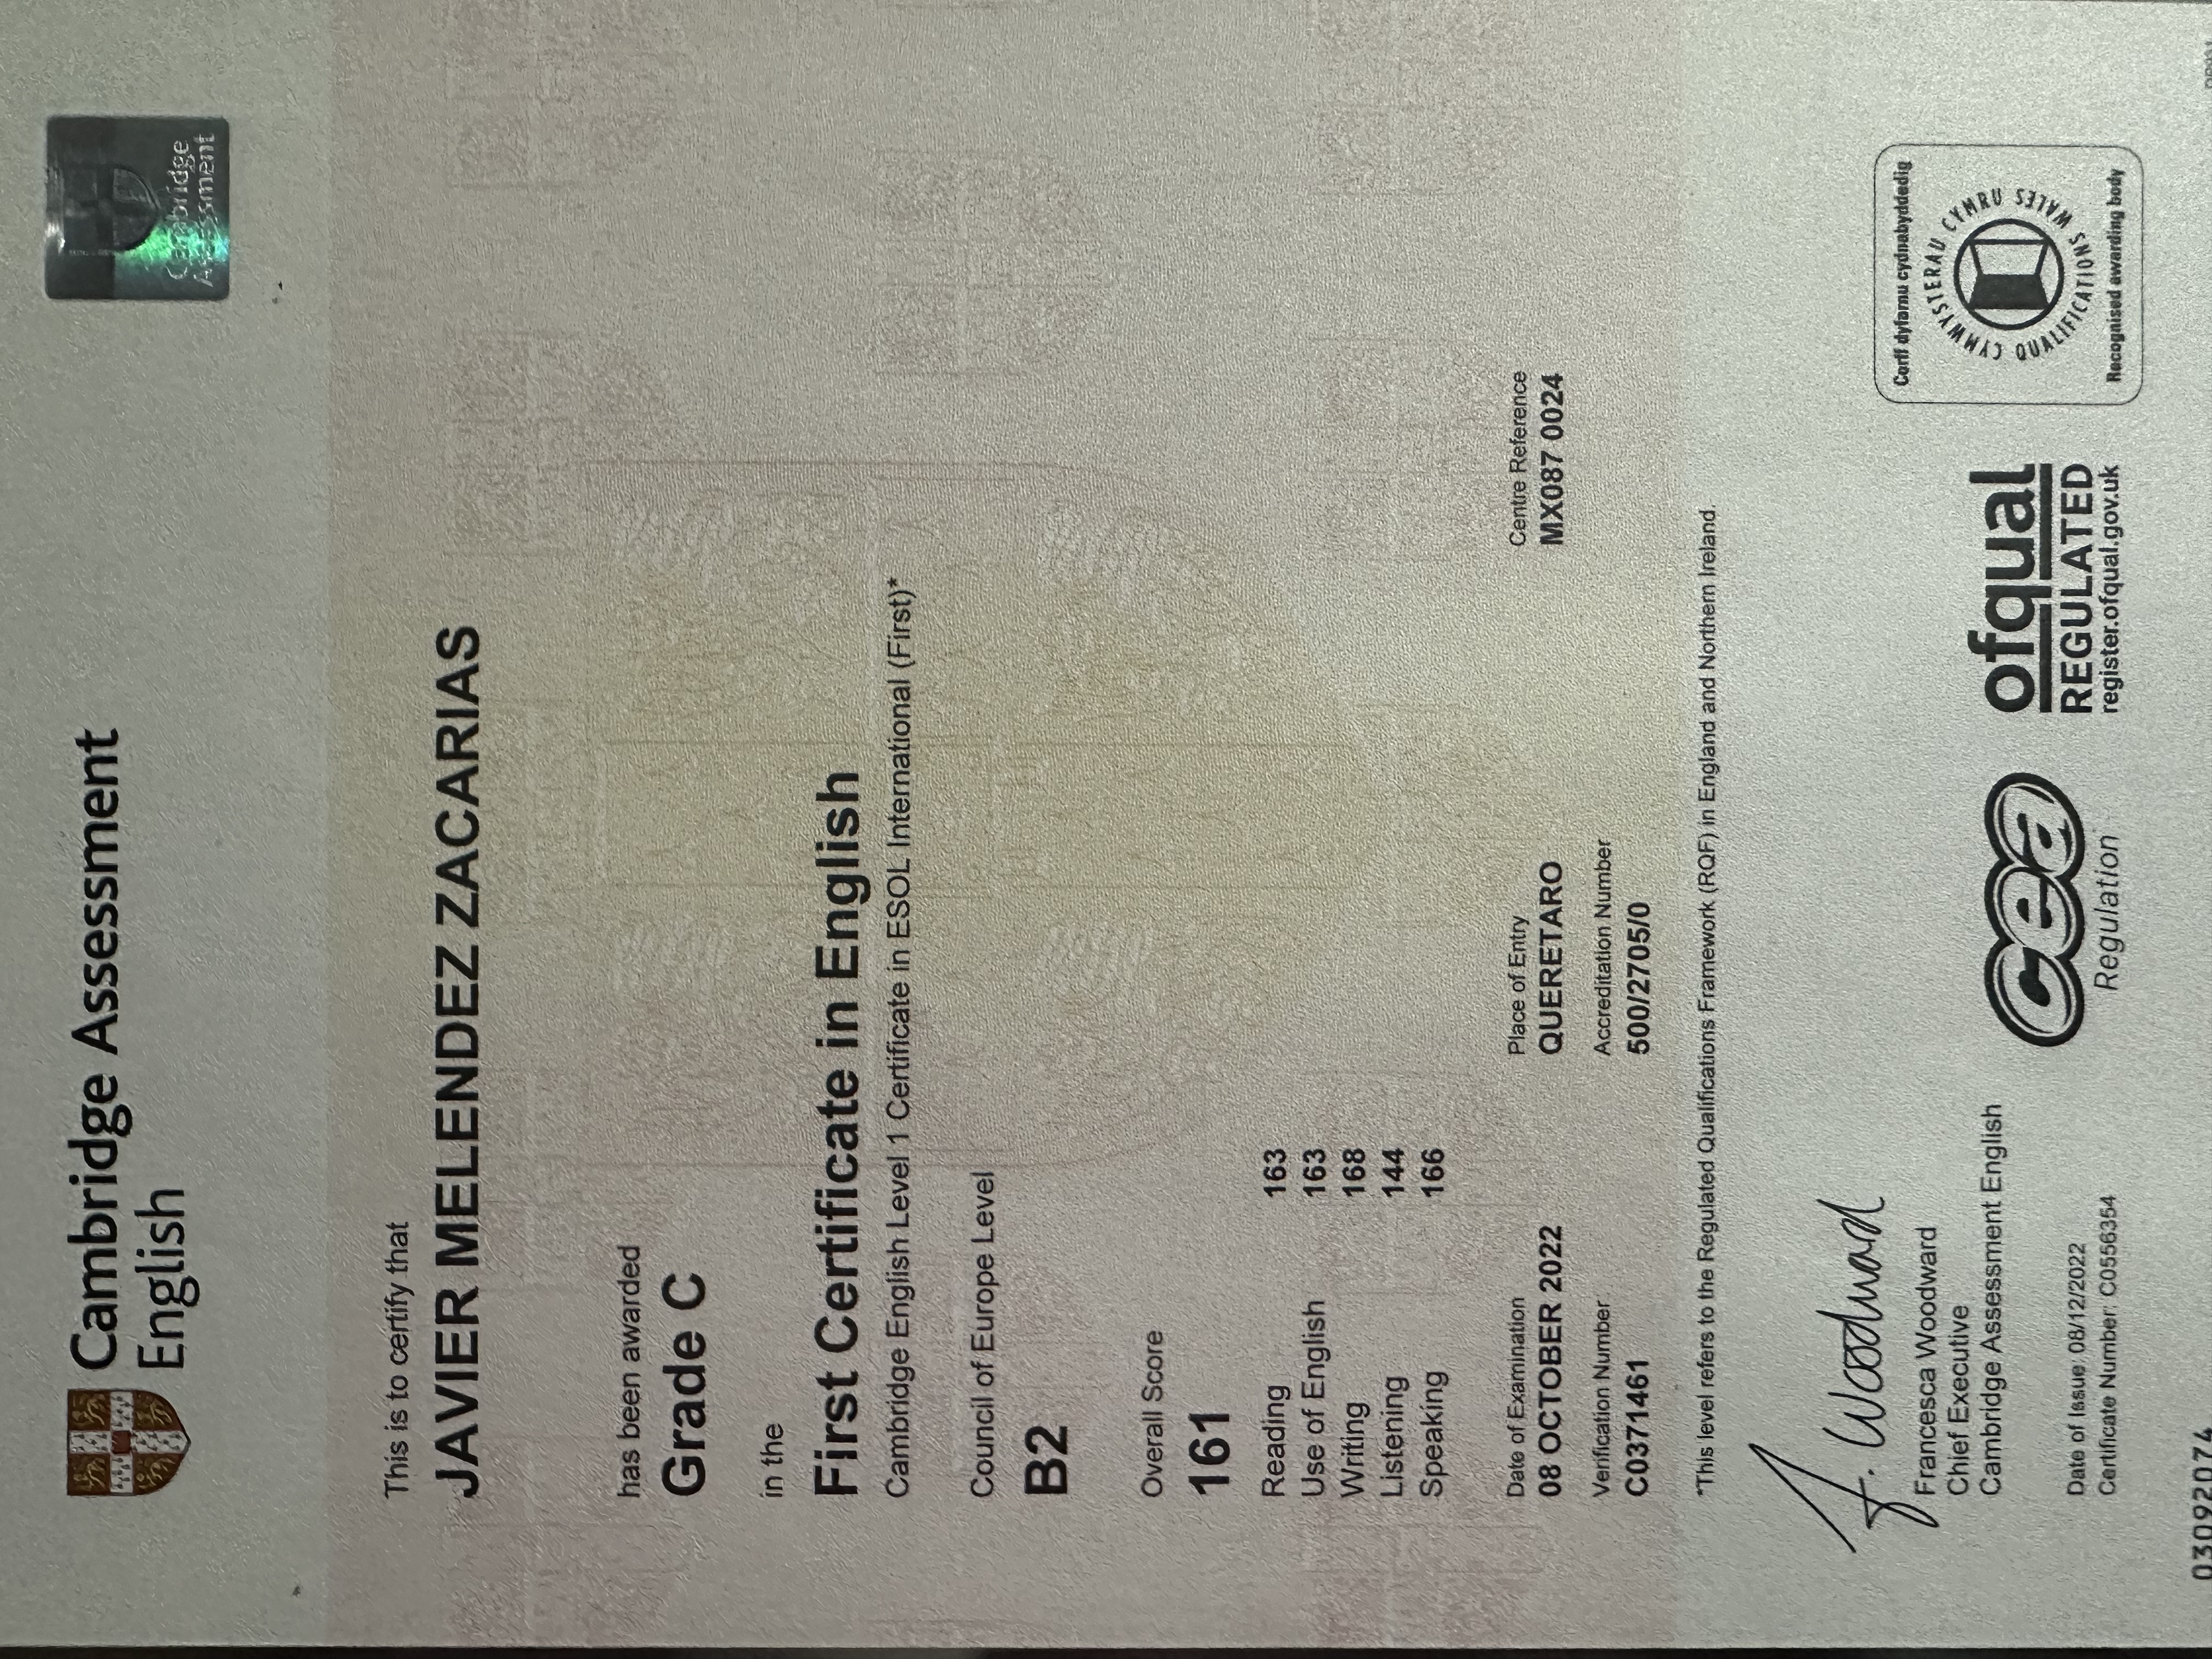 Cambridge Assessment
English
Cambridge
Assessment
This is to certify that
JAVIER MELENDEZ ZACARIAS
has been awarded
Grade C
in the
First Certificate in English
Cambridge English Level 1 Certificate in ESOL International (First)*
Council of Europe Level
B2
Overall Score
161
Reading 163
Use of English 163
Writing 168
Listening 144
Speaking 166
Date of Examination Place of Entry Centre Reference
08 OCTOBER 2022 QUERETARO MX087 0024
Verification Number Accreditation Number
C0371461 500/2705/0
*This level refers to the Regulated Qualifications Framework (RQF) in England and Northern Ireland.
F. Woodward
Francesca Woodward
Chief Executive
Cambridge Assessment English
Date of Issue 08/12/2022
Certificate Number: C0556354
ccea
Regulation
ofqual
REGULATED
register.ofqual.gov.uk
Corff dyfarnu cydnabyddedig
CYMWYSTERAU CYMRU
QUALIFICATIONS WALES
Recognised awarding body
03092074